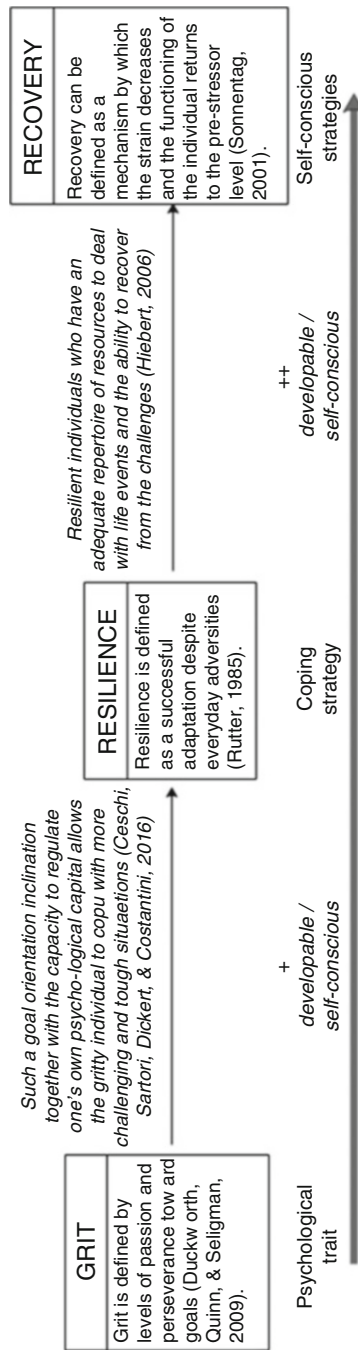 GRIT
Grit is defined by
levels of passion and
perseverance tow ard
goals (Duckw orth,
Quinn, & Seligman,
2009).
Such a goal orientation inclination
together with the capacity to regulate
one's own psycho-logical capital allows
the gritty individual to copu with more
challenging and tough situaetions (Ceschi,
Sartori, Dickert, & Costantini, 2016)
RESILIENCE
Resilience is defined
as a successful
adaptation despite
everyday adversities
(Rutter, 1985).
Resilient individuals who have an
adequate repertoire of resources to deal
with life events and the ability to recover
from the challenges (Hiebert, 2006)
RECOVERY
Recovery can be
defined as a
mechanism by which
the strain decreases
and the functioning of
the individual returns
to the pre-stressor
level (Sonnentag,
2001).
Psychological
trait
+
developable /
self-conscious
Coping
strategy
++
developable /
self-conscious
Self-conscious
strategies